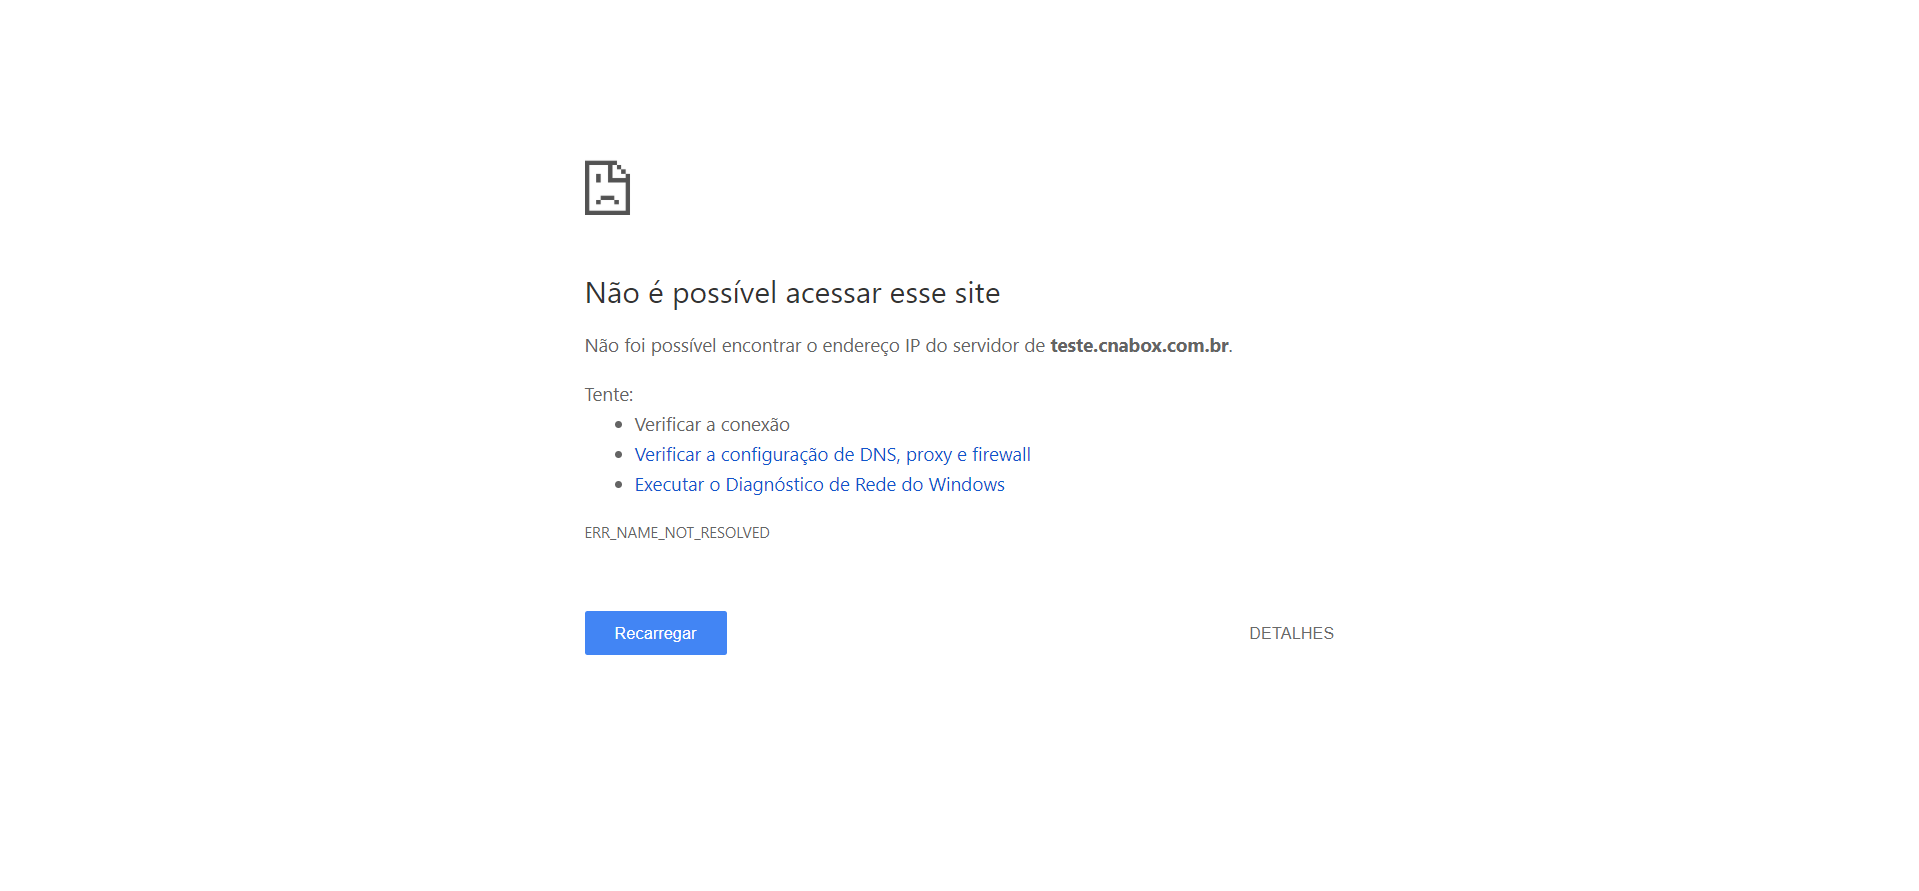 Não é possível acessar esse site
Não foi possível encontrar o endereço IP do servidor de teste.cnabox.com.br.
Tente:
• Verificar a conexão
• Verificar a configuração de DNS, proxy e firewall
• Executar o Diagnóstico de Rede do Windows
ERR_NAME_NOT_RESOLVED
Recarregar
DETALHES